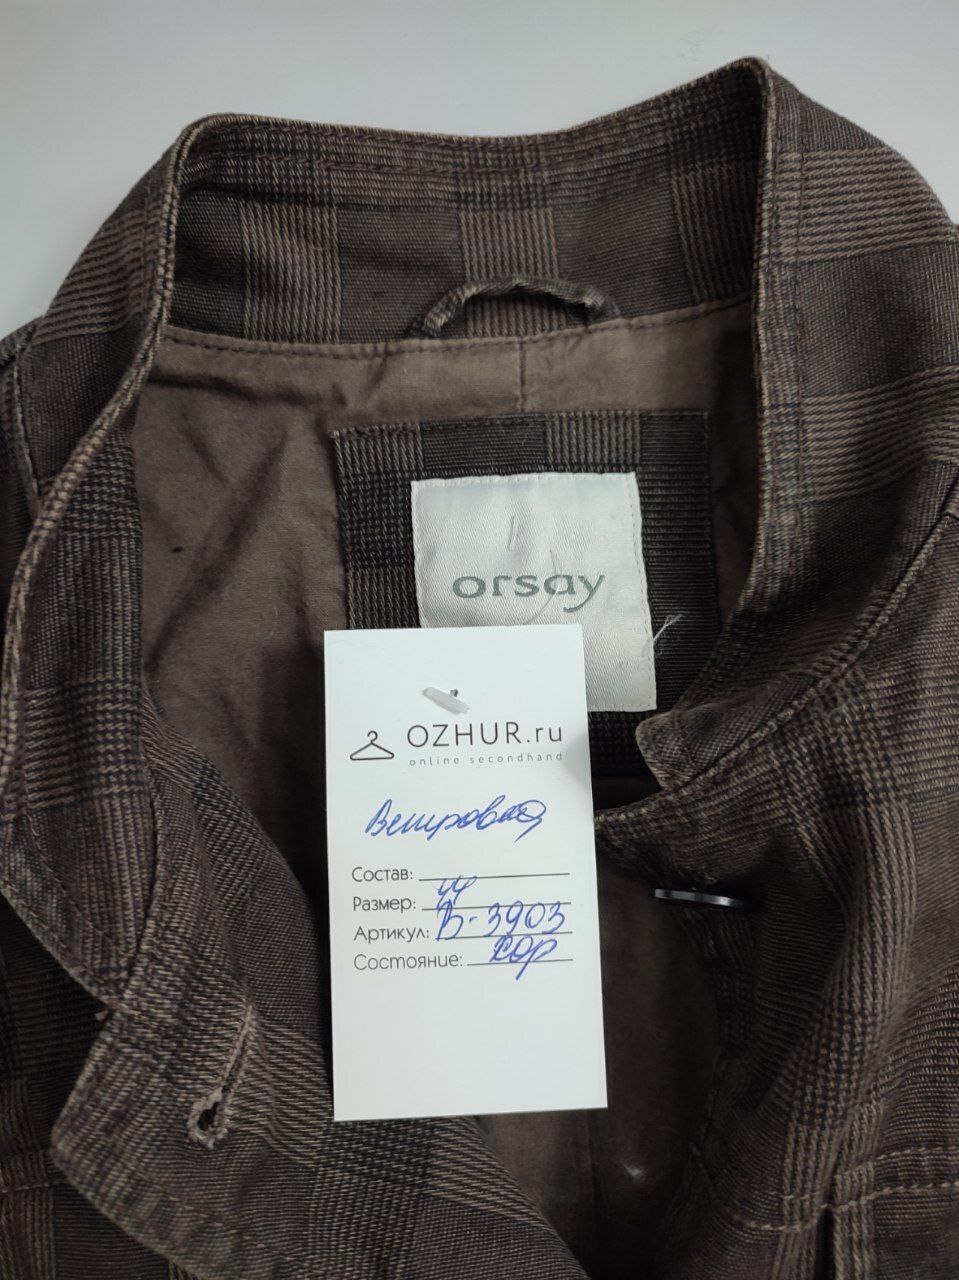 orsay
OZHUR.ru
online secondhand
Ветровка
Состав:
Размер: 44
Артикул: В-3903
Состояние: хор